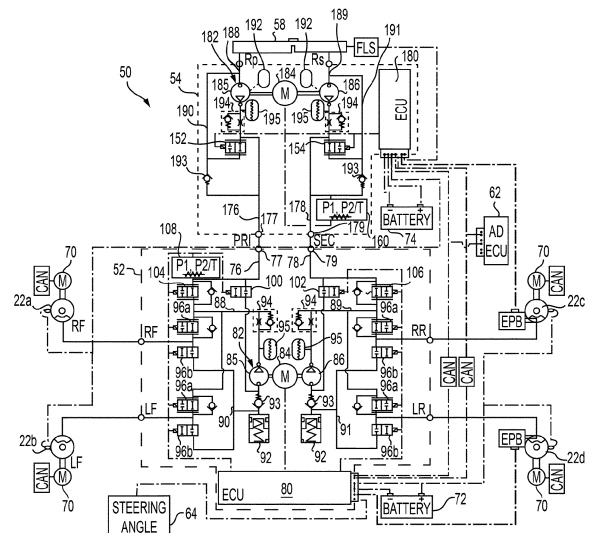 58
189
192
192
191
188
Rp
Rs
FLS
180
182
184
50
54
185
M
186
190
194
194
ECU
195
195
152
154
62
193
193
176
178
P1, P2/T
BATTERY
AD
ECU
177
179
74
108
PRI
SEC
160
70
CAN
M
P1, P2/T
77
79
70
M
CAN
52
76
78
104
100
102
106
22a
RF
96a
88
94
94
89
96a
EPB
22c
RF
82
95
95
RR
96b
84
96b
CAN
CAN
96a
85
M
86
96a
LF
93
93
LR
96b
90
91
96b
EPB
22b
LF
92
92
22d
CAN
M
70
M
CAN
70
ECU
80
BATTERY
72
STEERING
ANGLE
64